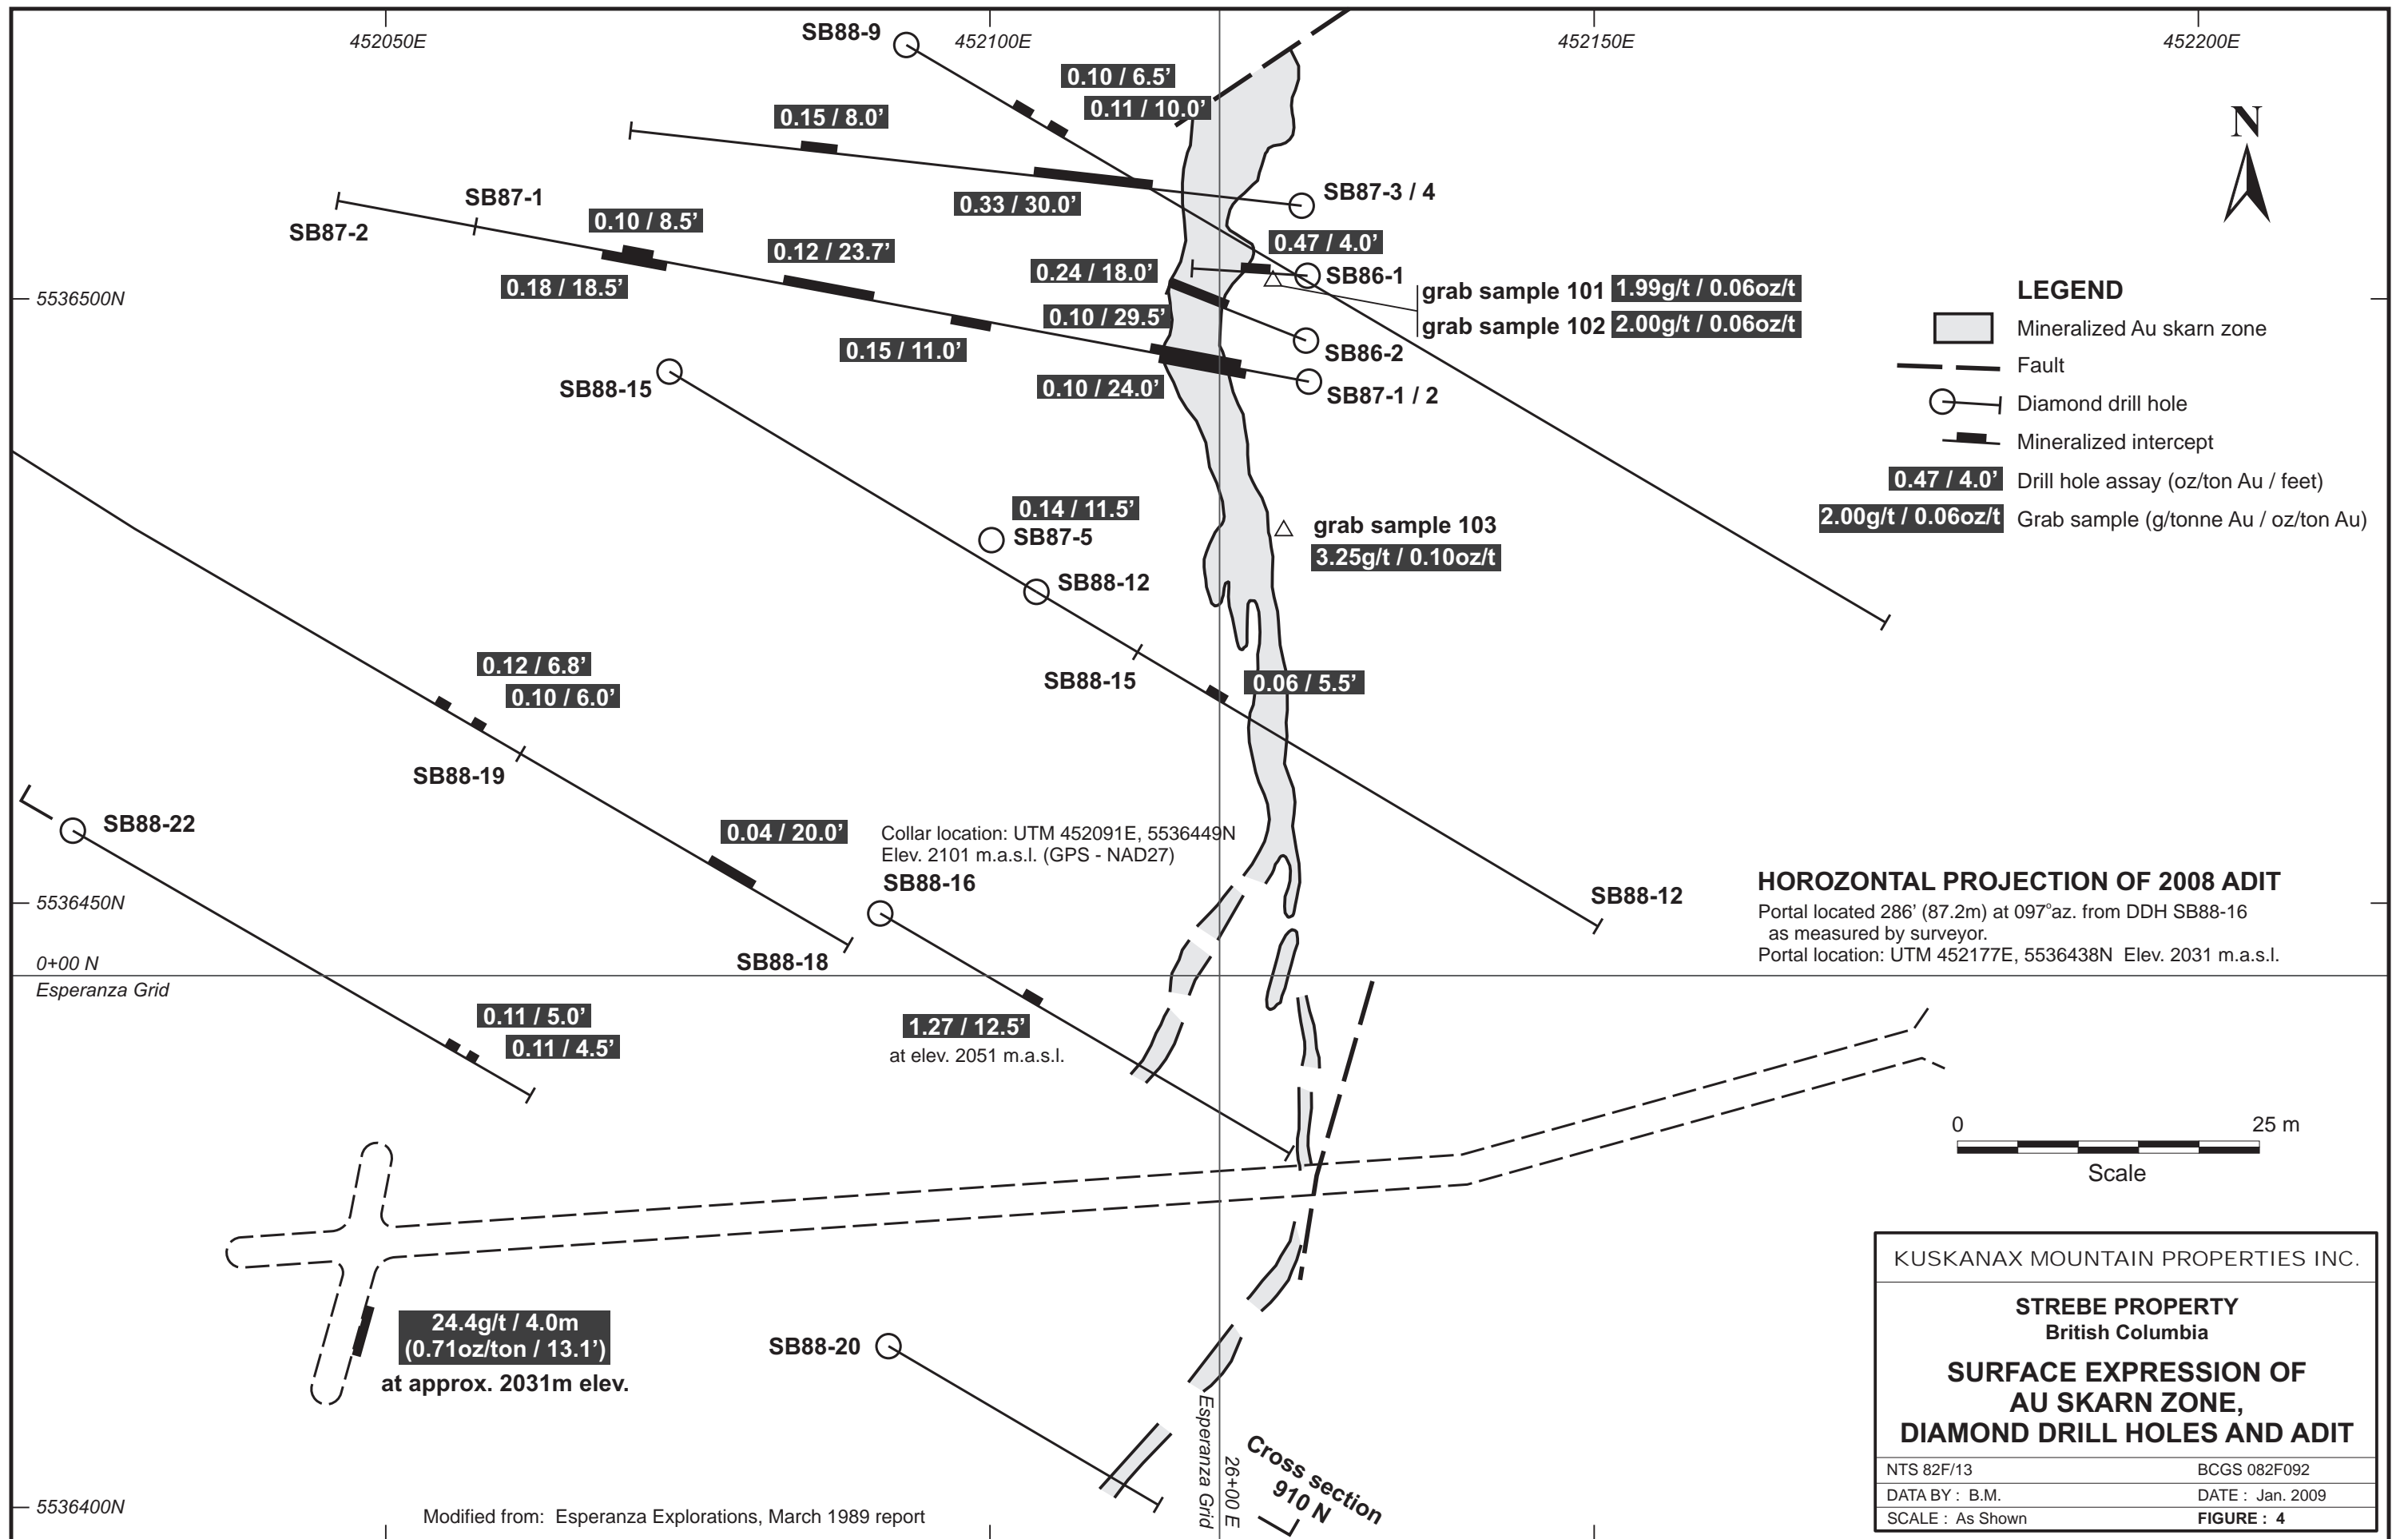 452050E
452100E
452150E
452200E
SB88-9
0.10 / 6.5’
0.11 / 10.0’
0.15 / 8.0’
N
SB87-3 / 4
0.33 / 30.0’
SB87-1
SB87-2
0.10 / 8.5’
0.12 / 23.7’
0.47 / 4.0’
0.24 / 18.0’
SB86-1
0.18 / 18.5’
grab sample 101 1.99g/t / 0.06oz/t
grab sample 102 2.00g/t / 0.06oz/t
5536500N
0.10 / 29.5’
0.15 / 11.0’
SB86-2
0.10 / 24.0’
SB87-1 / 2
SB88-15
LEGEND
Mineralized Au skarn zone
Fault
Diamond drill hole
Mineralized intercept
0.47 / 4.0’ Drill hole assay (oz/ton Au / feet)
2.00g/t / 0.06oz/t Grab sample (g/tonne Au / oz/ton Au)
0.14 / 11.5’
SB87-5
grab sample 103
3.25g/t / 0.10oz/t
SB88-12
SB88-15
0.06 / 5.5’
0.12 / 6.8’
0.10 / 6.0’
SB88-19
SB88-22
0.04 / 20.0’
Collar location: UTM 452091E, 5536449N
Elev. 2101 m.a.s.l. (GPS - NAD27)
SB88-16
SB88-12
5536450N
SB88-18
HOROZONTAL PROJECTION OF 2008 ADIT
Portal located 286’ (87.2m) at 097°az. from DDH SB88-16
as measured by surveyor.
Portal location: UTM 452177E, 5536438N Elev. 2031 m.a.s.l.
0+00 N
Esperanza Grid
0.11 / 5.0’
0.11 / 4.5’
1.27 / 12.5’
at elev. 2051 m.a.s.l.
0 25 m
Scale
24.4g/t / 4.0m
(0.71oz/ton / 13.1’)
at approx. 2031m elev.
SB88-20
Esperanza Grid
26+00 E
Cross section
910 N
5536400N
Modified from: Esperanza Explorations, March 1989 report
KUSKANAX MOUNTAIN PROPERTIES INC.
STREBE PROPERTY
British Columbia
SURFACE EXPRESSION OF
AU SKARN ZONE,
DIAMOND DRILL HOLES AND ADIT
NTS 82F/13 BCGS 082F092
DATA BY : B.M. DATE : Jan. 2009
SCALE : As Shown FIGURE : 4